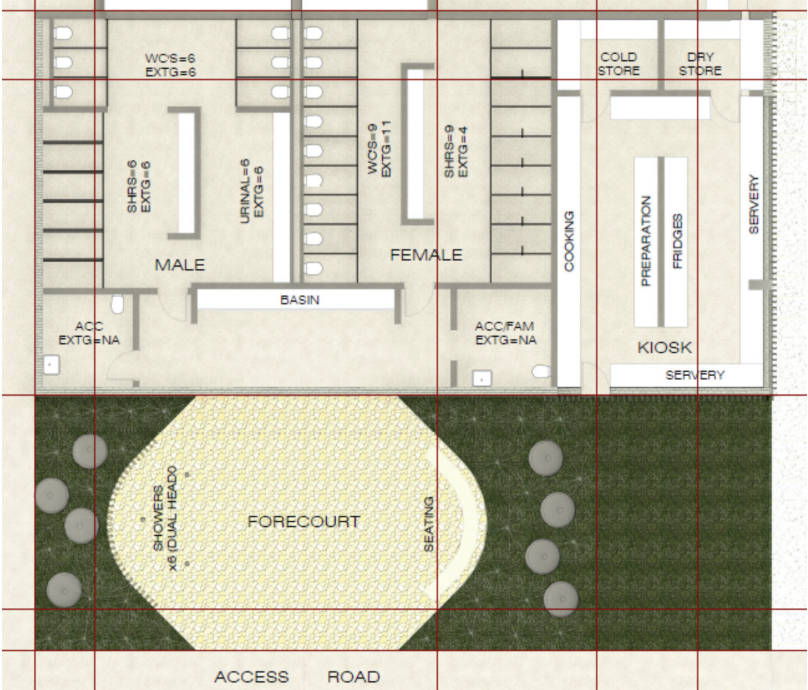 WC'S=6
EXTG=6
COLD
STORE
DRY
STORE
SHRS=6
EXTG=6
URINAL=6
EXTG=6
WC'S=9
EXTG=11
SHRS=9
EXTG=4
MALE
FEMALE
COOKING
PREPARATION
FRIDGES
SERVERY
BASIN
ACC
EXTG=NA
ACC/FAM
EXTG=NA
KIOSK
SERVERY
SHOWERS
x6 (DUAL HEAD0
FORECOURT
SEATING
ACCESS ROAD